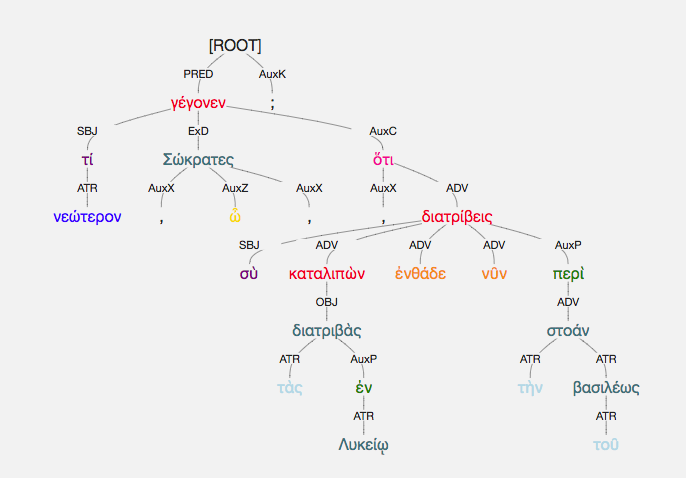 [ROOT]
PRED AuxK
γέγονεν ;
SBJ ExD AuxC
τί Σώκρατες ὅτι
ATR AuxX AuxZ AuxX AuxX ADV
νεώτερον , ὦ , , διατρίβεις
SBJ ADV ADV ADV AuxP
σὺ καταλιπὼν ἐνθάδε νῦν περὶ
OBJ ADV
διατριβὰς στοάν
ATR AuxP ATR ATR
τὰς ἐν τὴν βασιλέως
ATR ATR
Λυκείῳ τοῦ